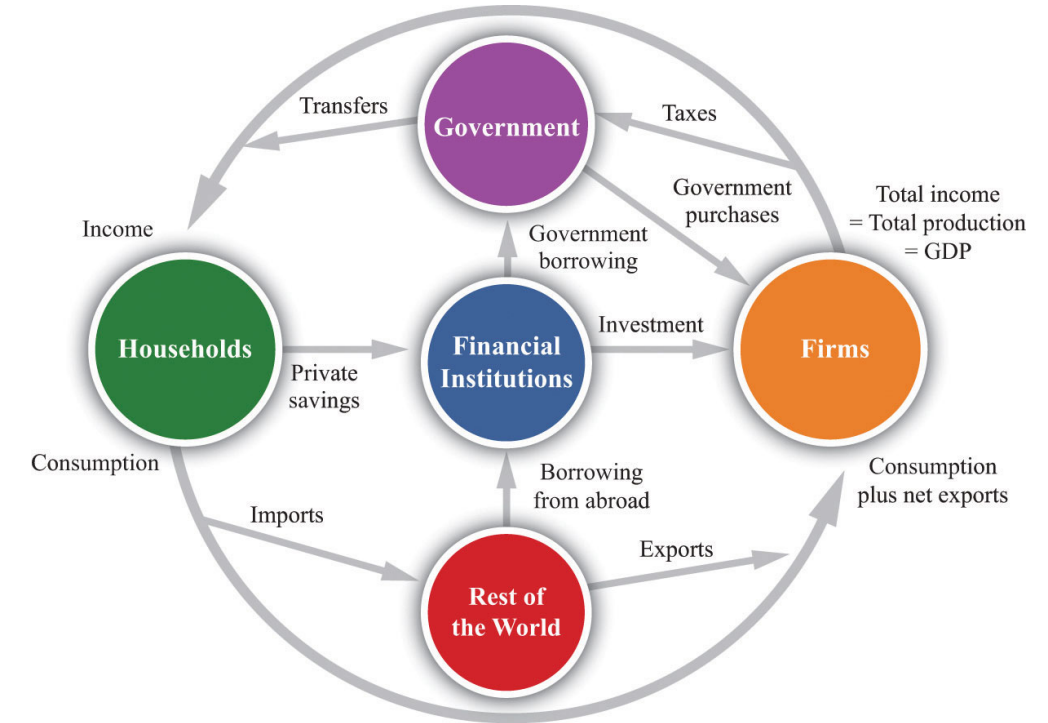 Transfers
Government
Taxes
Government
purchases
Total income
= Total production
= GDP
Income
Government
borrowing
Households
Private
savings
Financial
Institutions
Investment
Firms
Consumption
Imports
Borrowing
from abroad
Exports
Consumption
plus net exports
Rest of
the World